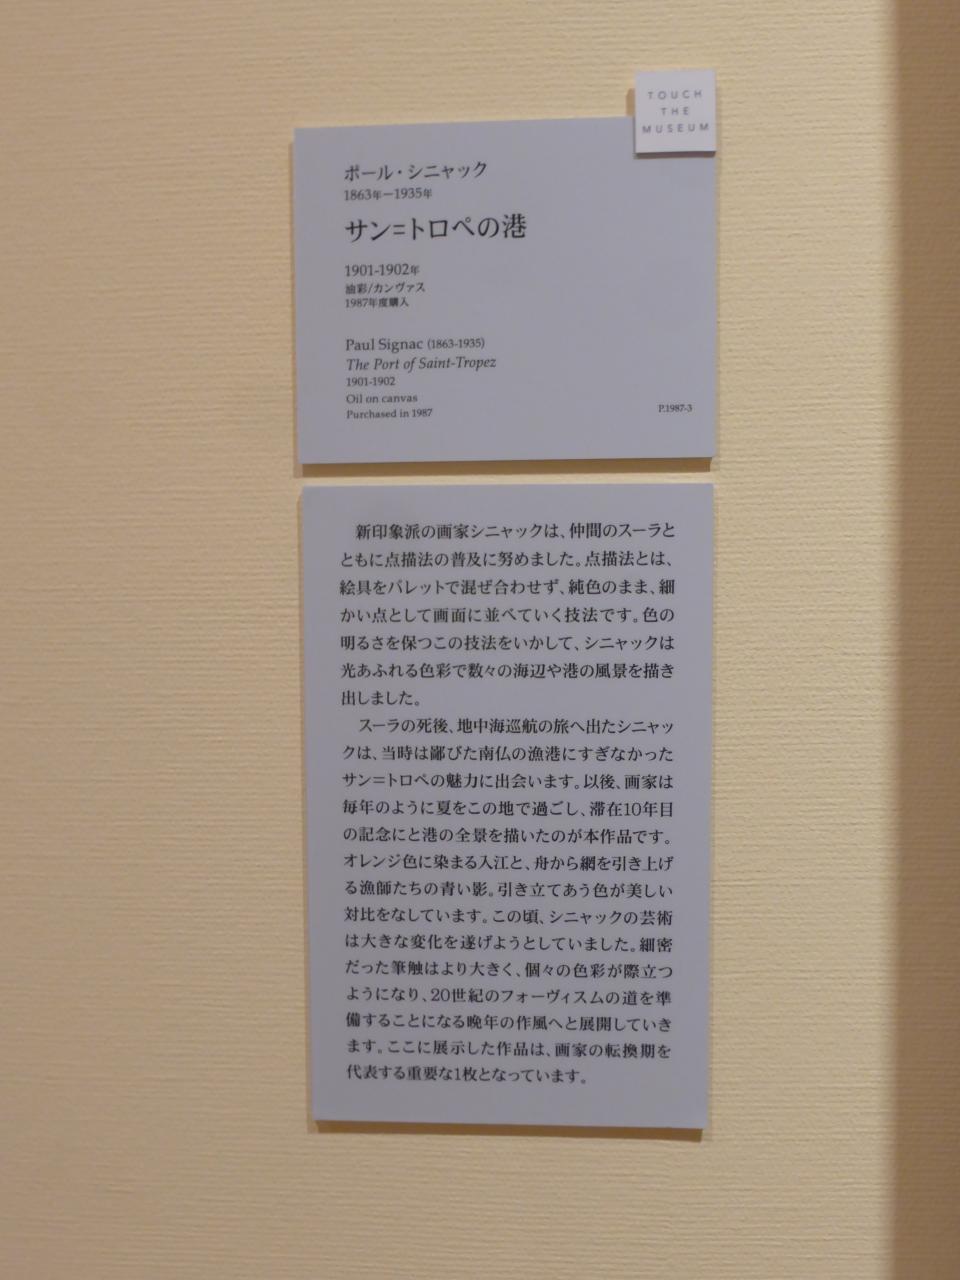 TOUCH
THE
MUSEUM
ポール・シニャック
1863年－1935年
サン=トロペの港
1901-1902年
油彩/カンヴァス
1987年度購入
Paul Signac (1863-1935)
The Port of Saint-Tropez
1901-1902
Oil on canvas
Purchased in 1987
P.1987-3
新印象派の画家シニャックは、仲間のスーラと
ともに点描法の普及に努めました。点描法とは、
絵具をパレットで混ぜ合わせず、純色のまま、細
かい点として画面に並べていく技法です。色の
明るさを保つこの技法をいかして、シニャックは
光あふれる色彩で数々の海辺や港の風景を描き
出しました。
スーラの死後、地中海巡航の旅へ出たシニャッ
クは、当時は鄙びた南仏の漁港にすぎなかった
サン=トロペの魅力に出会います。以後、画家は
毎年のように夏をこの地で過ごし、滞在10年目
の記念にと港の全景を描いたのが本作品です。
オレンジ色に染まる入江と、舟から網を引き上げ
る漁師たちの青い影。引き立てあう色が美しい
対比をなしています。この頃、シニャックの芸術
は大きな変化を遂げようとしていました。細密
だった筆触はより大きく、個々の色彩が際立つ
ようになり、20世紀のフォーヴィスムの道を準
備することになる晩年の作風へと展開していき
ます。ここに展示した作品は、画家の転換期を
代表する重要な1枚となっています。